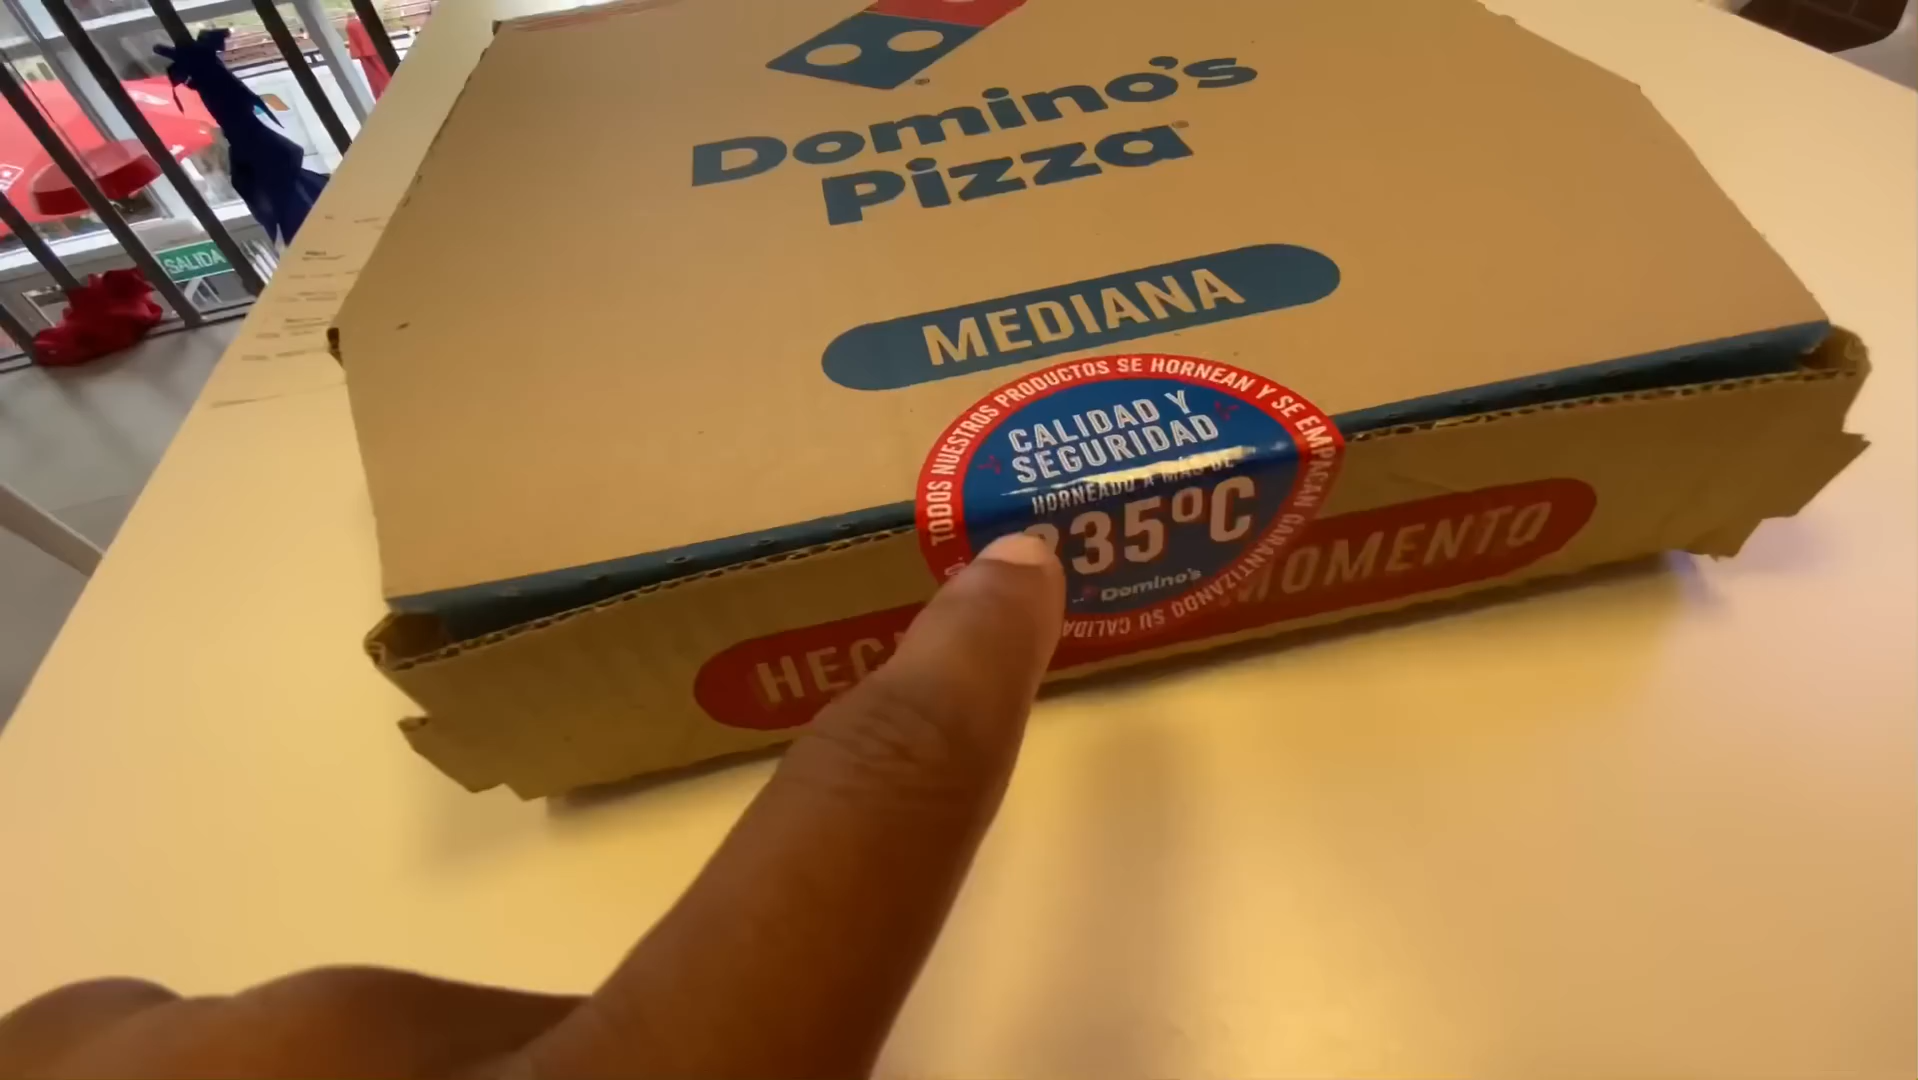 Domino's
Pizza
MEDIANA
TODOS NUESTROS PRODUCTOS SE HORNEAN Y SE EMPACAN GARANTIZANDO SU CALIDA
CALIDAD Y
SEGURIDAD
HORNEADO A MÁS DE
35°C
Domino's
MOMENTO
SALIDA